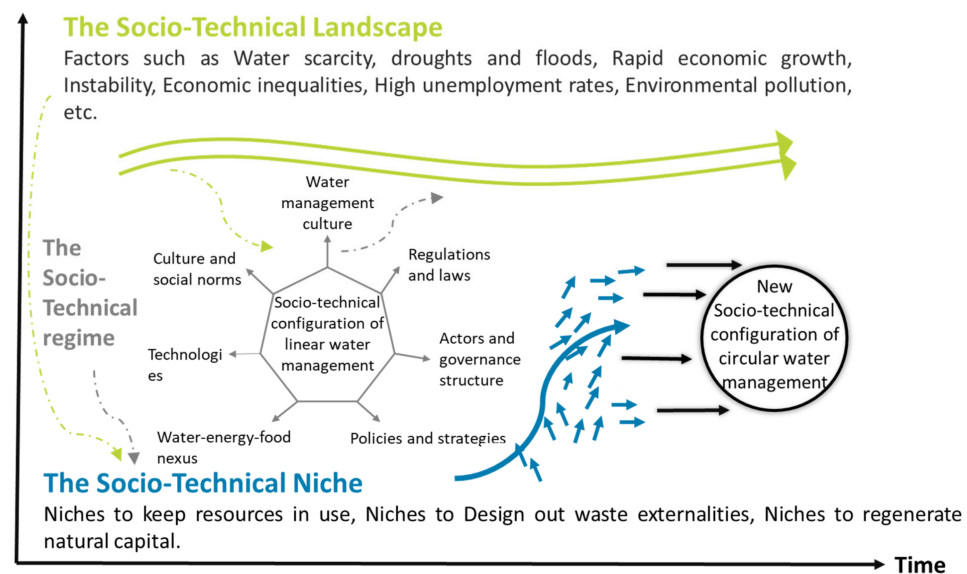 The Socio-Technical Landscape
Factors such as Water scarcity, droughts and floods, Rapid economic growth,
Instability, Economic inequalities, High unemployment rates, Environmental pollution,
etc.
Water
management
culture
The
Socio-
Technical
regime
Culture and
social norms
Regulations
and laws
Socio-technical
configuration of
linear water
management
Technologi
es
Actors and
governance
structure
Water-energy-food
nexus
Policies and strategies
New
Socio-technical
configuration of
circular water
management
The Socio-Technical Niche
Niches to keep resources in use, Niches to Design out waste externalities, Niches to regenerate
natural capital.
Time